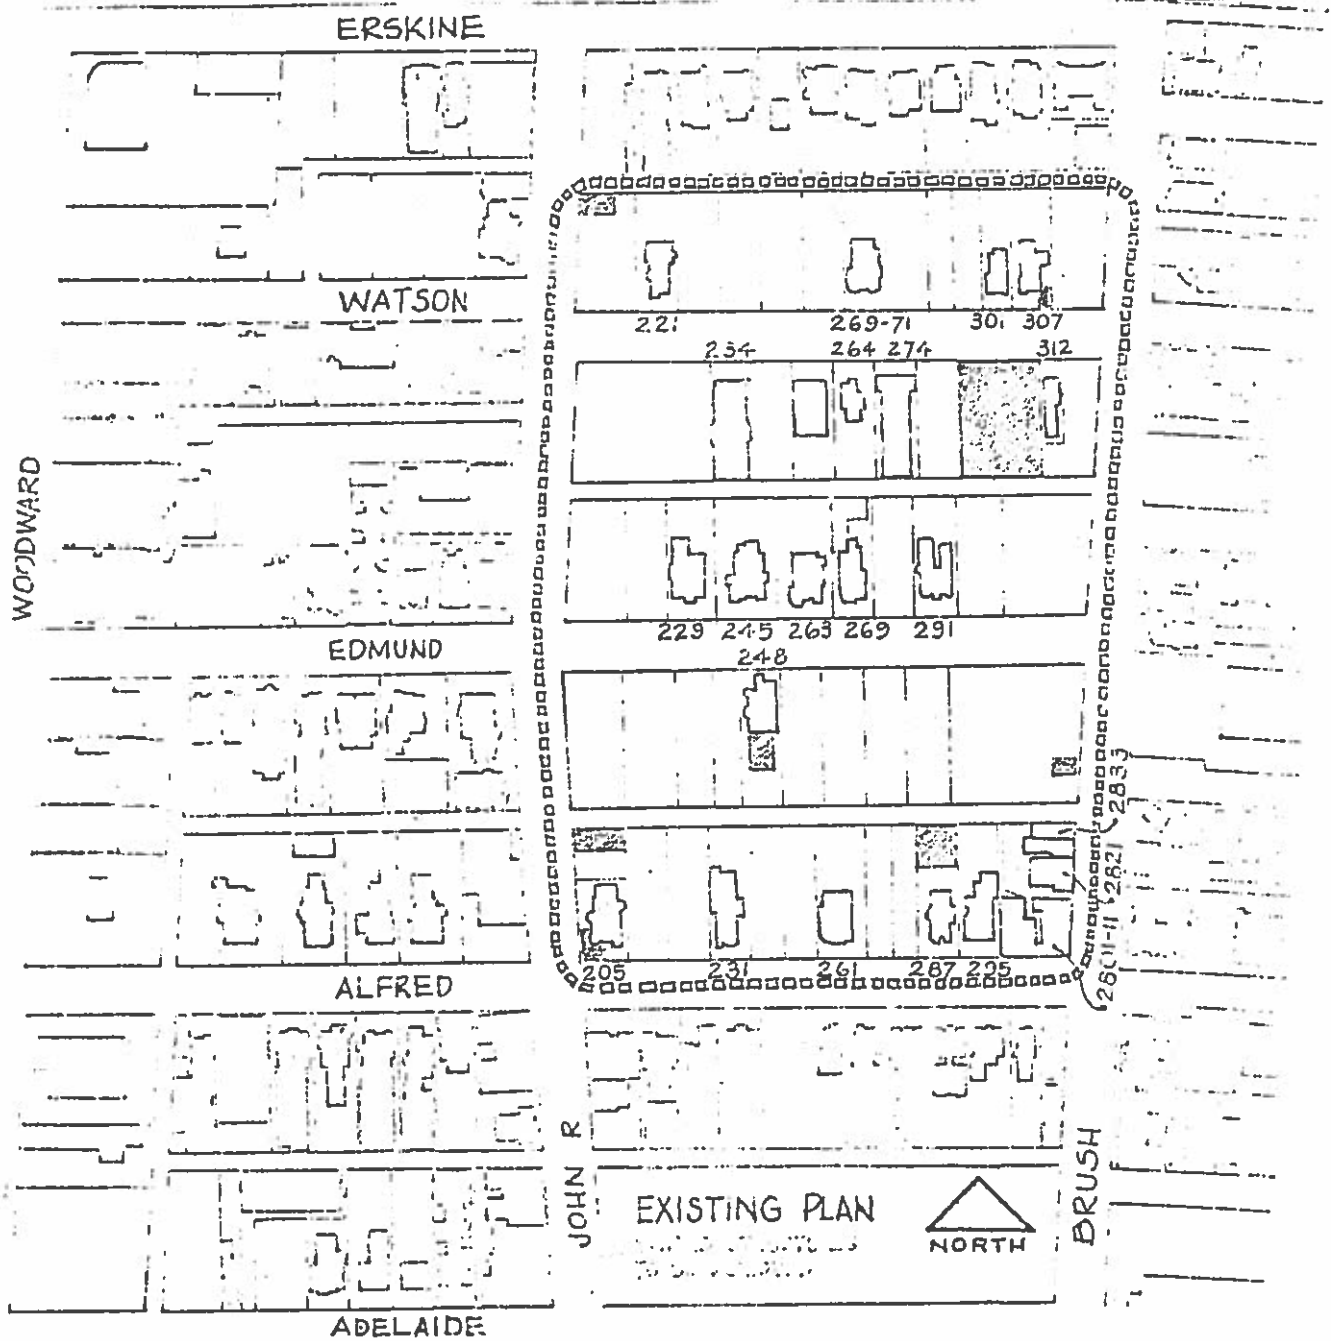 ERSKINE
WATSON
221 269-71 301 307
234 264 274 312
WOODWARD
229 245 263 269 291
EDMUND
248
2833
2821
205 231 261 287 295
2801-11
ALFRED
JOHN R
BRUSH
EXISTING PLAN
NORTH
ADELAIDE